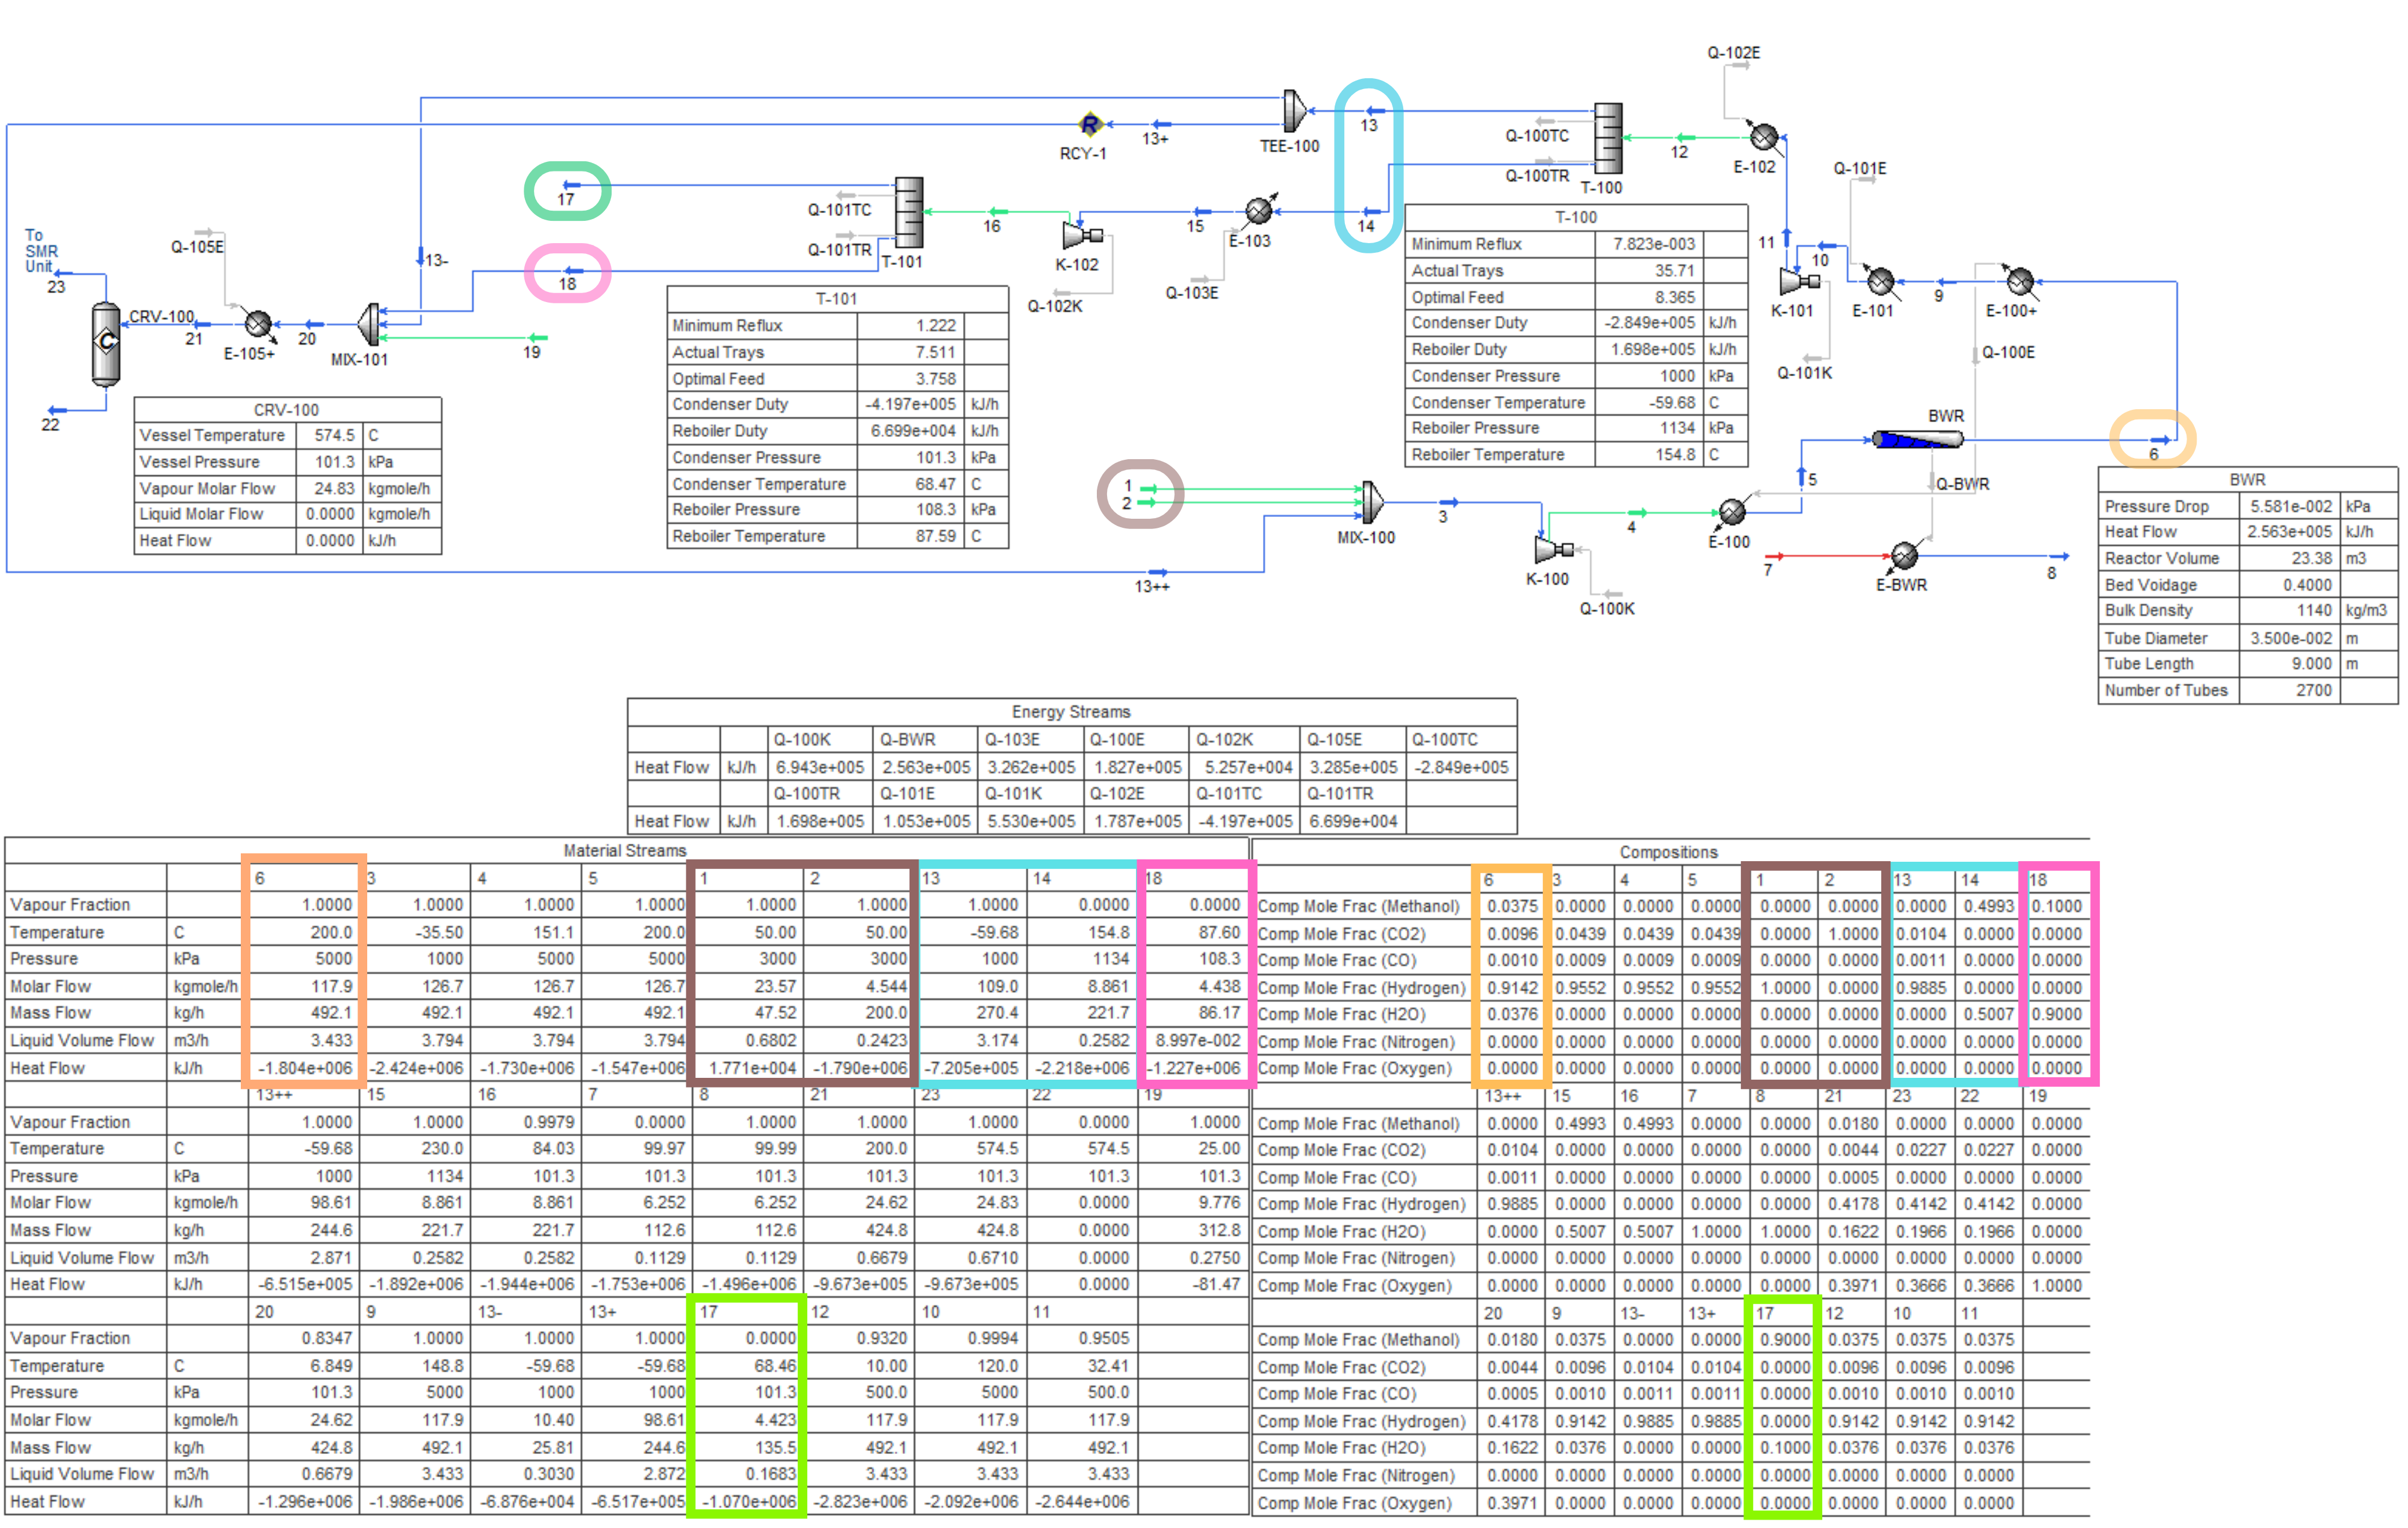 Q-102E
13
13+
RCY-1
TEE-100
Q-100TC
12
E-102
Q-101E
Q-100TR
T-100
17
Q-101TC
16
15
14
E-103
11
10
9
To
SMR
Unit
23
Q-105E
13-
Q-101TR
T-101
K-102
Q-103E
Q-102K
K-101
E-101
E-100+
18
CRV-100
21
E-105+
20
MIX-101
19
Q-101K
Q-100E
22
BWR
6
1
2
3
MIX-100
4
E-100
5
Q-BWR
K-100
7
E-BWR
8
13++
Q-100K
T-100
Minimum Reflux 7.823e-003
Actual Trays 35.71
Optimal Feed 8.365
Condenser Duty -2.849e+005 kJ/h
Reboiler Duty 1.698e+005 kJ/h
Condenser Pressure 1000 kPa
Condenser Temperature -59.68 C
Reboiler Pressure 1134 kPa
Reboiler Temperature 154.8 C
T-101
Minimum Reflux 1.222
Actual Trays 7.511
Optimal Feed 3.758
Condenser Duty -4.197e+005 kJ/h
Reboiler Duty 6.699e+004 kJ/h
Condenser Pressure 101.3 kPa
Condenser Temperature 68.47 C
Reboiler Pressure 108.3 kPa
Reboiler Temperature 87.59 C
CRV-100
Vessel Temperature 574.5 C
Vessel Pressure 101.3 kPa
Vapour Molar Flow 24.83 kgmole/h
Liquid Molar Flow 0.0000 kgmole/h
Heat Flow 0.0000 kJ/h
BWR
Pressure Drop 5.581e-002 kPa
Heat Flow 2.563e+005 kJ/h
Reactor Volume 23.38 m3
Bed Voidage 0.4000
Bulk Density 1140 kg/m3
Tube Diameter 3.500e-002 m
Tube Length 9.000 m
Number of Tubes 2700
Energy Streams
Q-100K Q-BWR Q-103E Q-100E Q-102K Q-105E Q-100TC
Heat Flow kJ/h 6.943e+005 2.563e+005 3.262e+005 1.827e+005 5.257e+004 3.285e+005 -2.849e+005
Q-100TR Q-101E Q-101K Q-102E Q-101TC Q-101TR
Heat Flow kJ/h 1.698e+005 1.053e+005 5.530e+005 1.787e+005 -4.197e+005 6.699e+004
Material Streams
6 3 4 5 1 2 13 14 18
Vapour Fraction 1.0000 1.0000 1.0000 1.0000 1.0000 1.0000 1.0000 0.0000 0.0000
Temperature C 200.0 -35.50 151.1 200.0 50.00 50.00 -59.68 154.8 87.60
Pressure kPa 5000 1000 5000 5000 3000 3000 1000 1134 108.3
Molar Flow kgmole/h 117.9 126.7 126.7 126.7 23.57 4.544 109.0 8.861 4.438
Mass Flow kg/h 492.1 492.1 492.1 492.1 47.52 200.0 270.4 221.7 86.17
Liquid Volume Flow m3/h 3.433 3.794 3.794 3.794 0.6802 0.2423 3.174 0.2582 8.997e-002
Heat Flow kJ/h -1.804e+006 -2.424e+006 -1.730e+006 -1.547e+006 1.771e+004 -1.790e+006 -7.205e+005 -2.218e+006 -1.227e+006
13++ 15 16 7 8 21 23 22 19
Vapour Fraction 1.0000 1.0000 0.9979 0.0000 1.0000 1.0000 1.0000 0.0000 1.0000
Temperature C -59.68 230.0 84.03 99.97 99.99 200.0 574.5 574.5 25.00
Pressure kPa 1000 1134 101.3 101.3 101.3 101.3 101.3 101.3 101.3
Molar Flow kgmole/h 98.61 8.861 8.861 6.252 6.252 24.62 24.83 0.0000 9.776
Mass Flow kg/h 244.6 221.7 221.7 112.6 112.6 424.8 424.8 0.0000 312.8
Liquid Volume Flow m3/h 2.871 0.2582 0.2582 0.1129 0.1129 0.6679 0.6710 0.0000 0.2750
Heat Flow kJ/h -6.515e+005 -1.892e+006 -1.944e+006 -1.753e+006 -1.496e+006 -9.673e+005 -9.673e+005 0.0000 -81.47
20 9 13- 13+ 17 12 10 11
Vapour Fraction 0.8347 1.0000 1.0000 1.0000 0.0000 0.9320 0.9994 0.9505
Temperature C 6.849 148.8 -59.68 -59.68 68.46 10.00 120.0 32.41
Pressure kPa 101.3 5000 1000 1000 101.3 500.0 5000 500.0
Molar Flow kgmole/h 24.62 117.9 10.40 98.61 4.423 117.9 117.9 117.9
Mass Flow kg/h 424.8 492.1 25.81 244.6 135.5 492.1 492.1 492.1
Liquid Volume Flow m3/h 0.6679 3.433 0.3030 2.872 0.1683 3.433 3.433 3.433
Heat Flow kJ/h -1.296e+006 -1.986e+006 -6.876e+004 -6.517e+005 -1.070e+006 -2.823e+006 -2.092e+006 -2.644e+006
Compositions
6 3 4 5 1 2 13 14 18
Comp Mole Frac (Methanol) 0.0375 0.0000 0.0000 0.0000 0.0000 0.0000 0.0000 0.4993 0.1000
Comp Mole Frac (CO2) 0.0096 0.0439 0.0439 0.0439 0.0000 1.0000 0.0104 0.0000 0.0000
Comp Mole Frac (CO) 0.0010 0.0009 0.0009 0.0009 0.0000 0.0000 0.0011 0.0000 0.0000
Comp Mole Frac (Hydrogen) 0.9142 0.9552 0.9552 0.9552 1.0000 0.0000 0.9885 0.0000 0.0000
Comp Mole Frac (H2O) 0.0376 0.0000 0.0000 0.0000 0.0000 0.0000 0.0000 0.5007 0.9000
Comp Mole Frac (Nitrogen) 0.0000 0.0000 0.0000 0.0000 0.0000 0.0000 0.0000 0.0000 0.0000
Comp Mole Frac (Oxygen) 0.0000 0.0000 0.0000 0.0000 0.0000 0.0000 0.0000 0.0000 0.0000
13++ 15 16 7 8 21 23 22 19
Comp Mole Frac (Methanol) 0.0000 0.4993 0.4993 0.0000 0.0000 0.0180 0.0000 0.0000 0.0000
Comp Mole Frac (CO2) 0.0104 0.0000 0.0000 0.0000 0.0000 0.0044 0.0227 0.0227 0.0000
Comp Mole Frac (CO) 0.0011 0.0000 0.0000 0.0000 0.0000 0.0005 0.0000 0.0000 0.0000
Comp Mole Frac (Hydrogen) 0.9885 0.0000 0.0000 0.0000 0.0000 0.4178 0.4142 0.4142 0.0000
Comp Mole Frac (H2O) 0.0000 0.5007 0.5007 1.0000 1.0000 0.1622 0.1966 0.1966 0.0000
Comp Mole Frac (Nitrogen) 0.0000 0.0000 0.0000 0.0000 0.0000 0.0000 0.0000 0.0000 0.0000
Comp Mole Frac (Oxygen) 0.0000 0.0000 0.0000 0.0000 0.0000 0.3971 0.3666 0.3666 1.0000
20 9 13- 13+ 17 12 10 11
Comp Mole Frac (Methanol) 0.0180 0.0375 0.0000 0.0000 0.9000 0.0375 0.0375 0.0375
Comp Mole Frac (CO2) 0.0044 0.0096 0.0104 0.0104 0.0000 0.0096 0.0096 0.0096
Comp Mole Frac (CO) 0.0005 0.0010 0.0011 0.0011 0.0000 0.0010 0.0010 0.0010
Comp Mole Frac (Hydrogen) 0.4178 0.9142 0.9885 0.9885 0.0000 0.9142 0.9142 0.9142
Comp Mole Frac (H2O) 0.1622 0.0376 0.0000 0.0000 0.1000 0.0376 0.0376 0.0376
Comp Mole Frac (Nitrogen) 0.0000 0.0000 0.0000 0.0000 0.0000 0.0000 0.0000 0.0000
Comp Mole Frac (Oxygen) 0.3971 0.0000 0.0000 0.0000 0.0000 0.0000 0.0000 0.0000